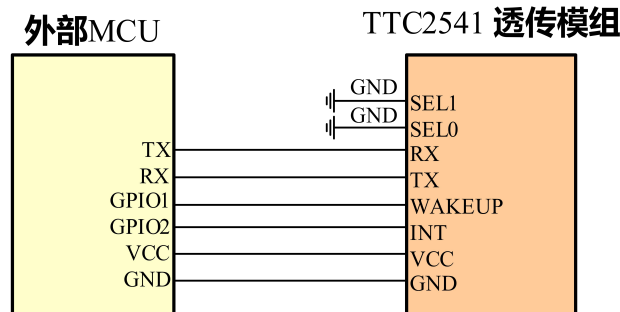 外部MCU
TTC2541 透传模组
GND
SEL1
GND
SEL0
TX
RX
RX
TX
GPIO1
WAKEUP
GPIO2
INT
VCC
VCC
GND
GND